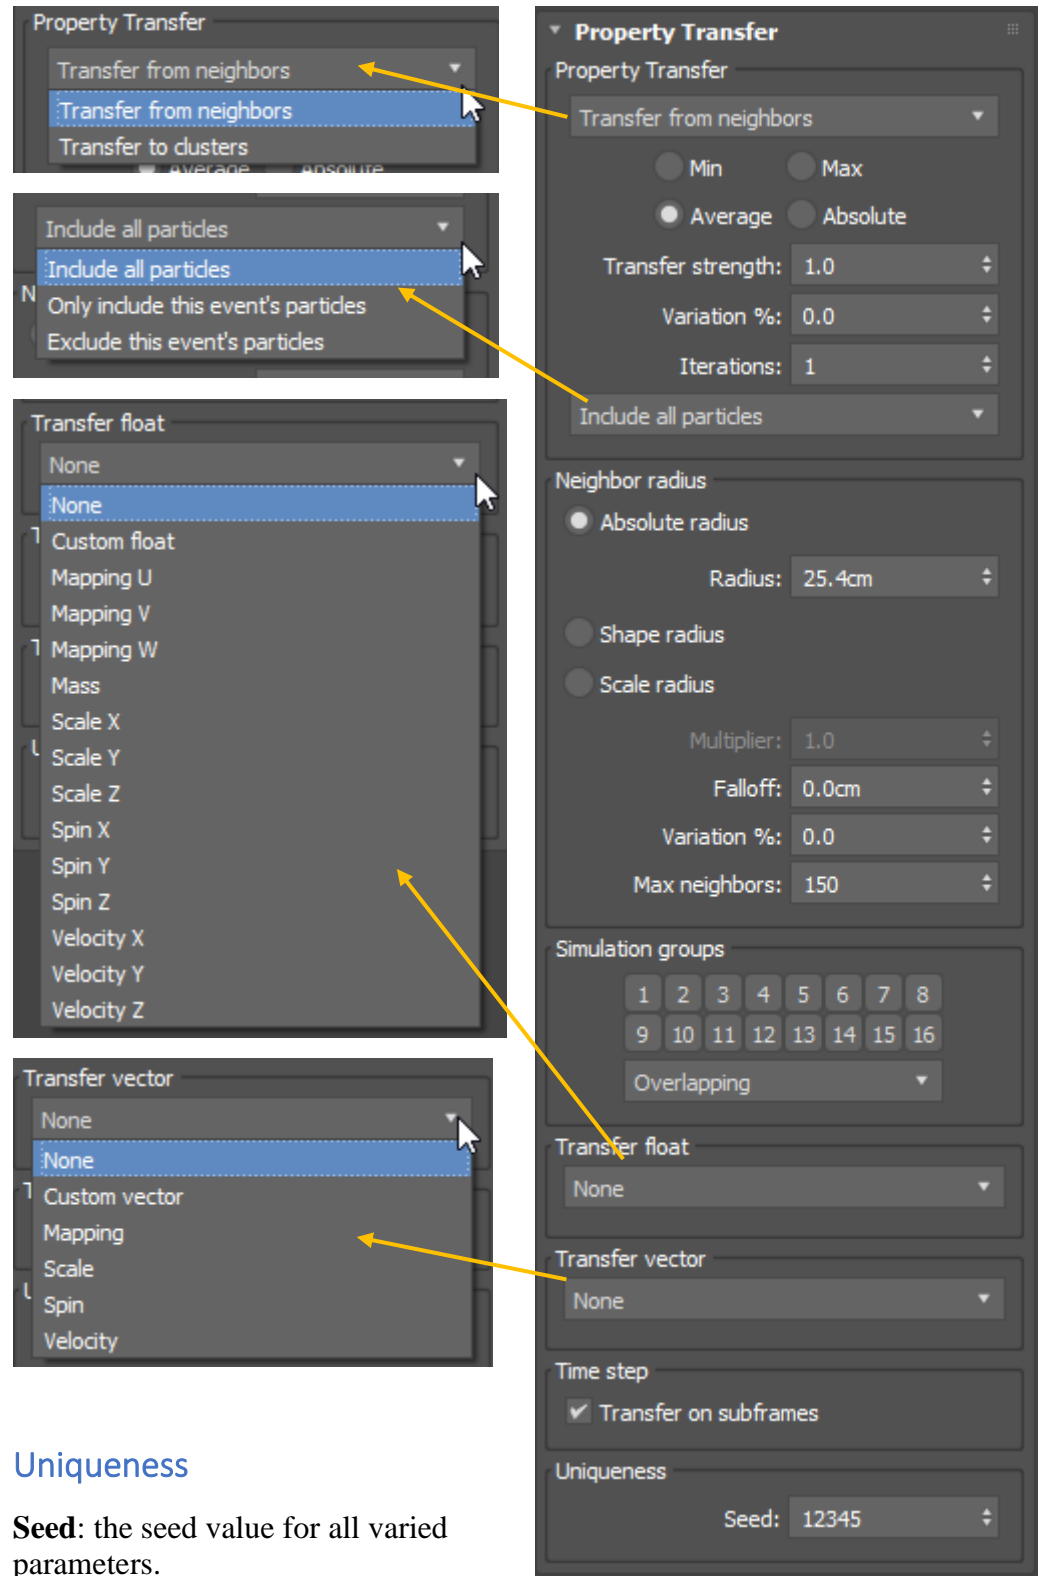 Property Transfer
Transfer from neighbors
Transfer from neighbors
Transfer to clusters
Average Absolute
Include all particles
Include all particles
Only include this event's particles
Exclude this event's particles
N
Transfer float
None
None
Custom float
Mapping U
Mapping V
Mapping W
Mass
Scale X
Scale Y
Scale Z
Spin X
Spin Y
Spin Z
Velocity X
Velocity Y
Velocity Z
T
T
U
Transfer vector
None
None
Custom vector
Mapping
Scale
Spin
Velocity
T
U
Uniqueness
Seed: the seed value for all varied
parameters.
Property Transfer
Property Transfer
Transfer from neighbors
Min Max
Average Absolute
Transfer strength: 1.0
Variation %: 0.0
Iterations: 1
Include all particles
Neighbor radius
Absolute radius
Radius: 25.4cm
Shape radius
Scale radius
Multiplier: 1.0
Falloff: 0.0cm
Variation %: 0.0
Max neighbors: 150
Simulation groups
1 2 3 4 5 6 7 8
9 10 11 12 13 14 15 16
Overlapping
Transfer float
None
Transfer vector
None
Time step
Transfer on subframes
Uniqueness
Seed: 12345